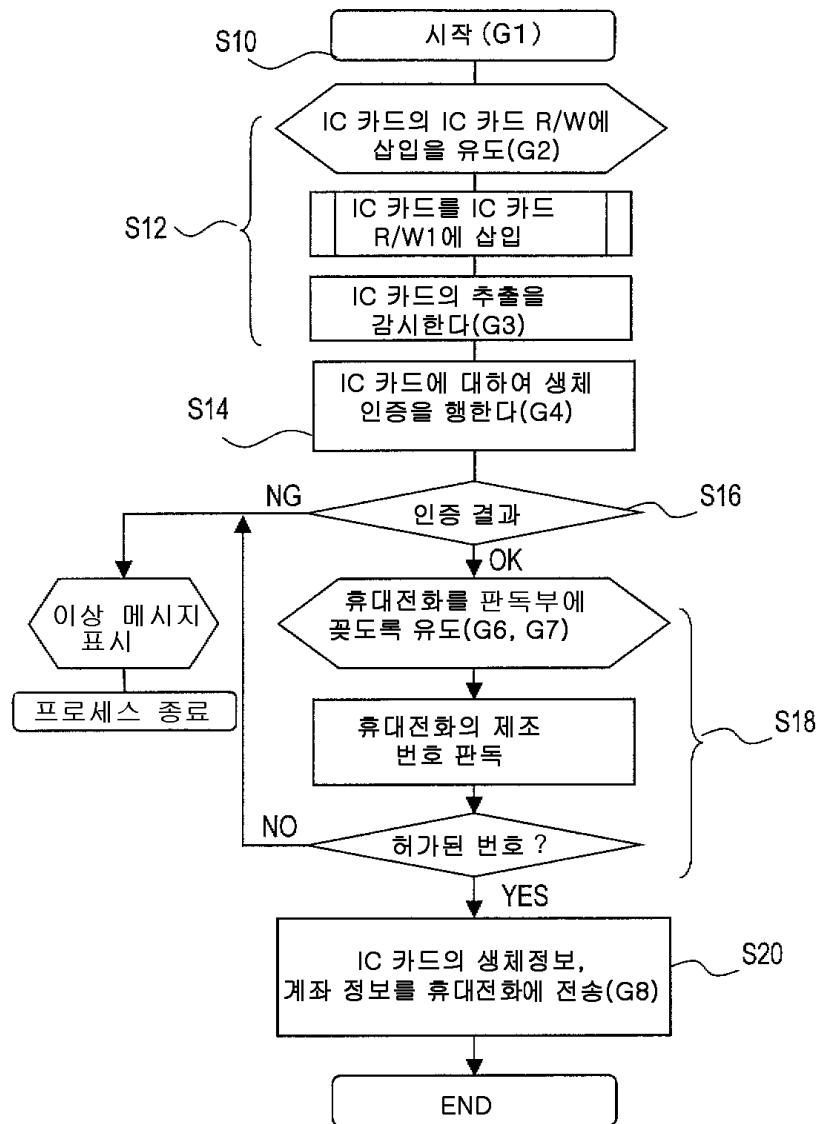 S10
시작 (G1)
IC 카드의 IC 카드 R/W에
삽입을 유도(G2)
S12
IC 카드를 IC 카드
R/W1에 삽입
IC 카드의 추출을
감시한다(G3)
S14
IC 카드에 대하여 생체
인증을 행한다(G4)
NG
인증 결과
S16
OK
이상 메시지
표시
프로세스 종료
휴대전화를 판독부에
꽂도록 유도(G6, G7)
휴대전화의 제조
번호 판독
S18
NO
허가된 번호 ?
YES
IC 카드의 생체정보,
계좌 정보를 휴대전화에 전송(G8)
S20
END